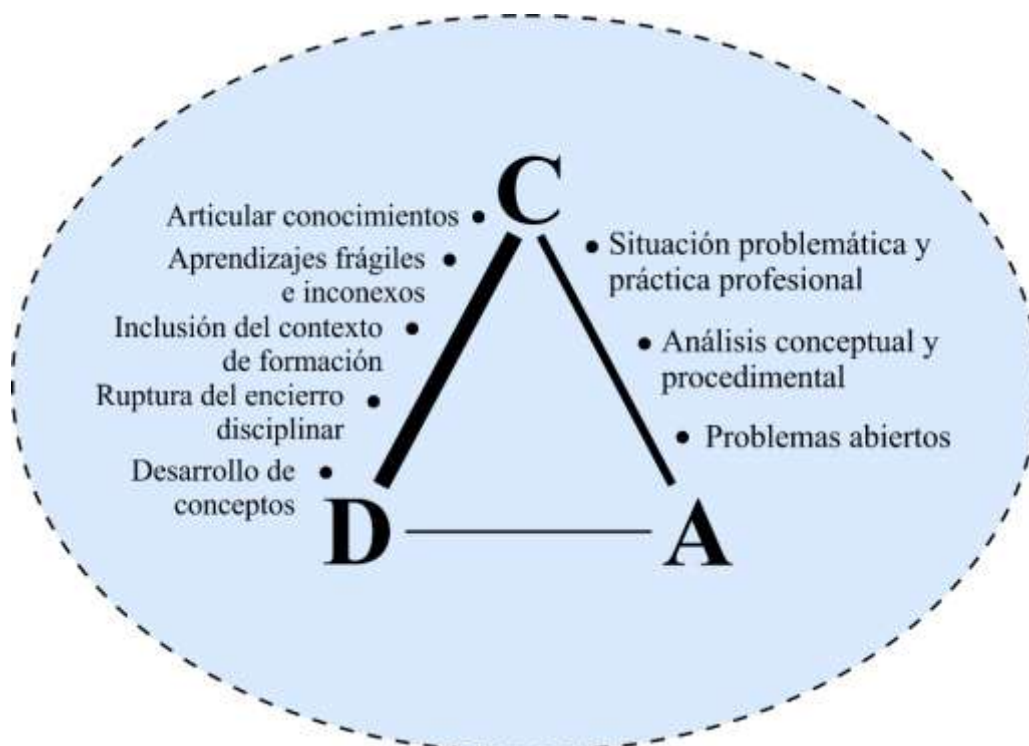 C
Articular conocimientos •
Aprendizajes frágiles •
e inconexos
Inclusión del contexto •
de formación
Ruptura del encierro •
disciplinar
Desarrollo de •
conceptos
• Situación problemática y
práctica profesional
• Análisis conceptual y
procedimental
• Problemas abiertos
D
A